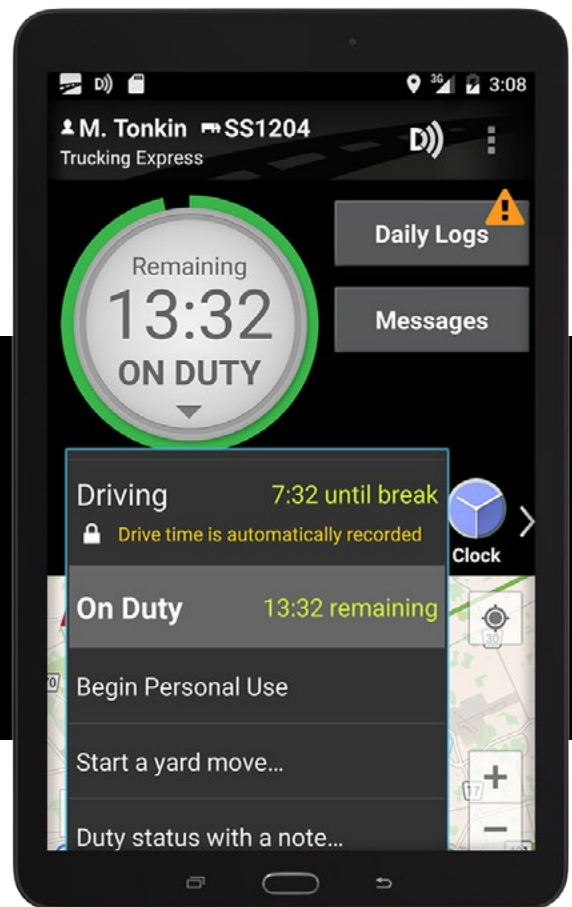 D))
3G
3:08
M. Tonkin SS1204
Trucking Express
D))
Daily Logs
Remaining
13:32
ON DUTY
Messages
Driving 7:32 until break
Drive time is automatically recorded
Clock
On Duty 13:32 remaining
30
Begin Personal Use
Start a yard move…
+
17
Duty status with a note…
−